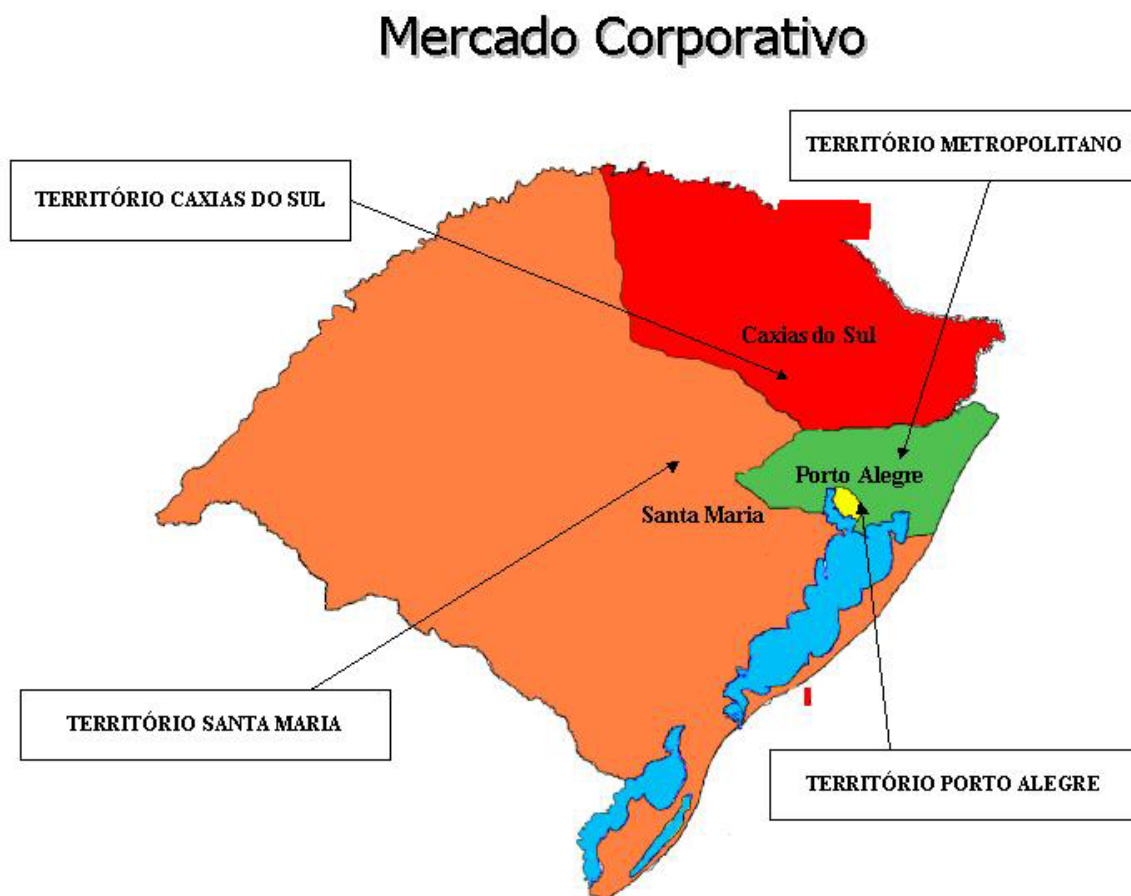 Mercado Corporativo
TERRITÓRIO METROPOLITANO
TERRITÓRIO CAXIAS DO SUL
Caxias do Sul
Porto Alegre
Santa Maria
TERRITÓRIO SANTA MARIA
TERRITÓRIO PORTO ALEGRE